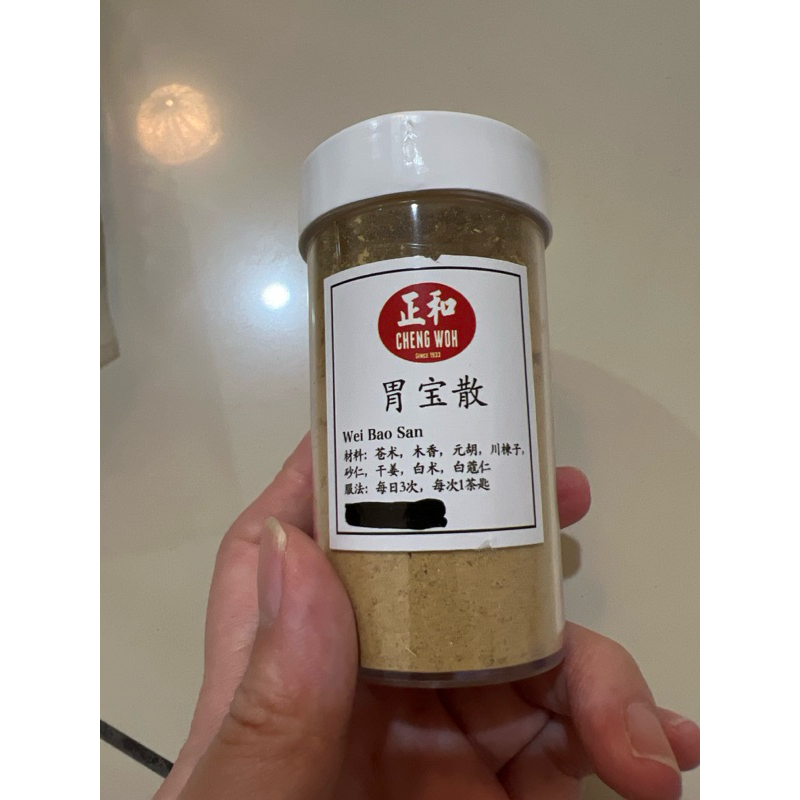 正和
CHENG WOH
Since 1933
胃宝散
Wei Bao San
材料: 苍术, 木香, 元胡, 川楝子,
砂仁, 干姜, 白术, 白蔻仁
服法: 每日3次, 每次1茶匙